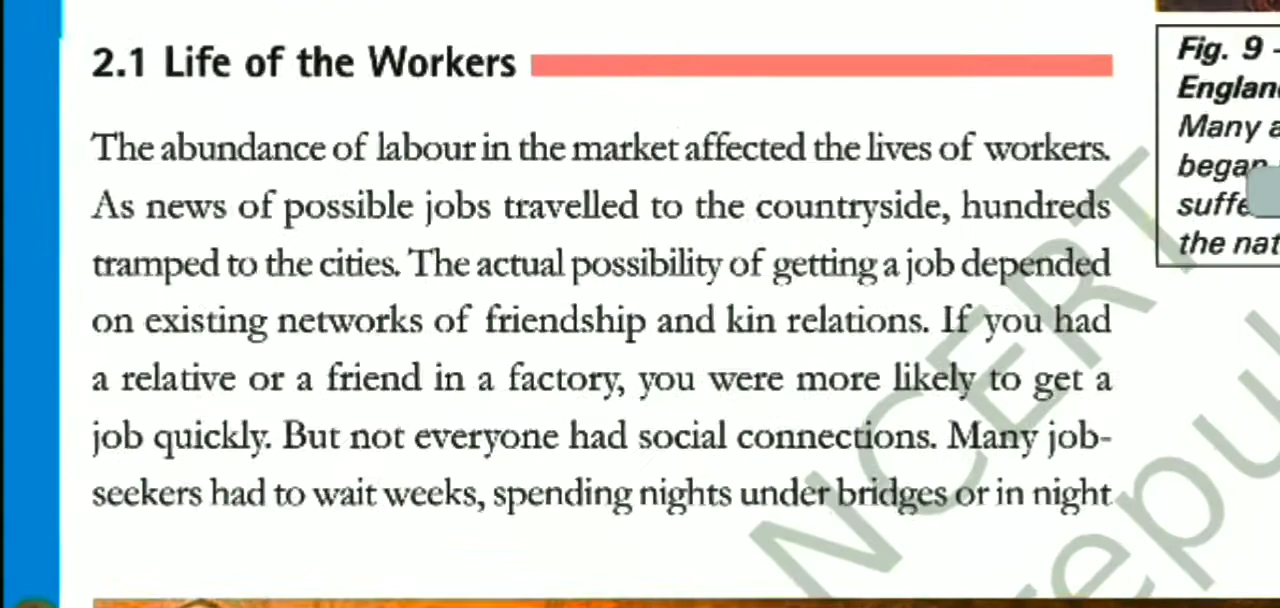 2.1 Life of the Workers
The abundance of labour in the market affected the lives of workers.
As news of possible jobs travelled to the countryside, hundreds
tramped to the cities. The actual possibility of getting a job depended
on existing networks of friendship and kin relations. If you had
a relative or a friend in a factory, you were more likely to get a
job quickly. But not everyone had social connections. Many job-
seekers had to wait weeks, spending nights under bridges or in night
Fig. 9 -
Englan
Many a
began
suffe
the nat
NCERT
repu